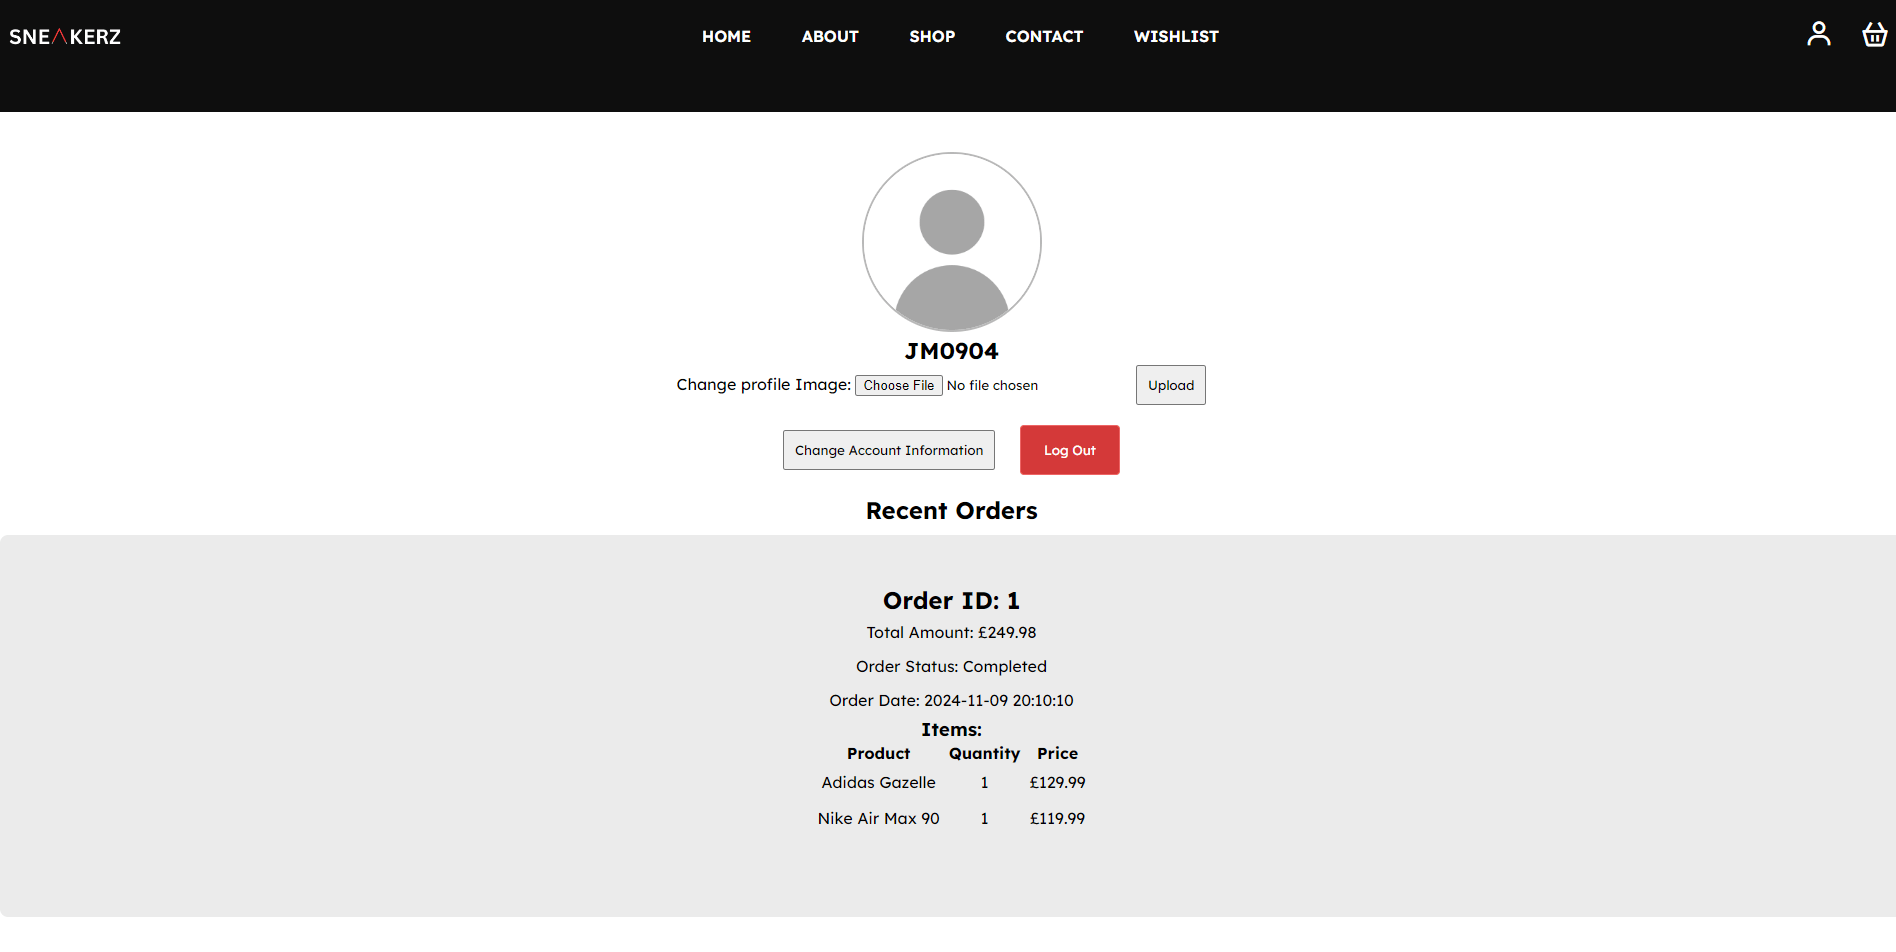 SNEΛKERZ HOME ABOUT SHOP CONTACT WISHLIST
JM0904
Change profile Image: Choose File No file chosen Upload
Change Account Information Log Out
Recent Orders
Order ID: 1
Total Amount: £249.98
Order Status: Completed
Order Date: 2024-11-09 20:10:10
Items:
Product Quantity Price
Adidas Gazelle 1 £129.99
Nike Air Max 90 1 £119.99